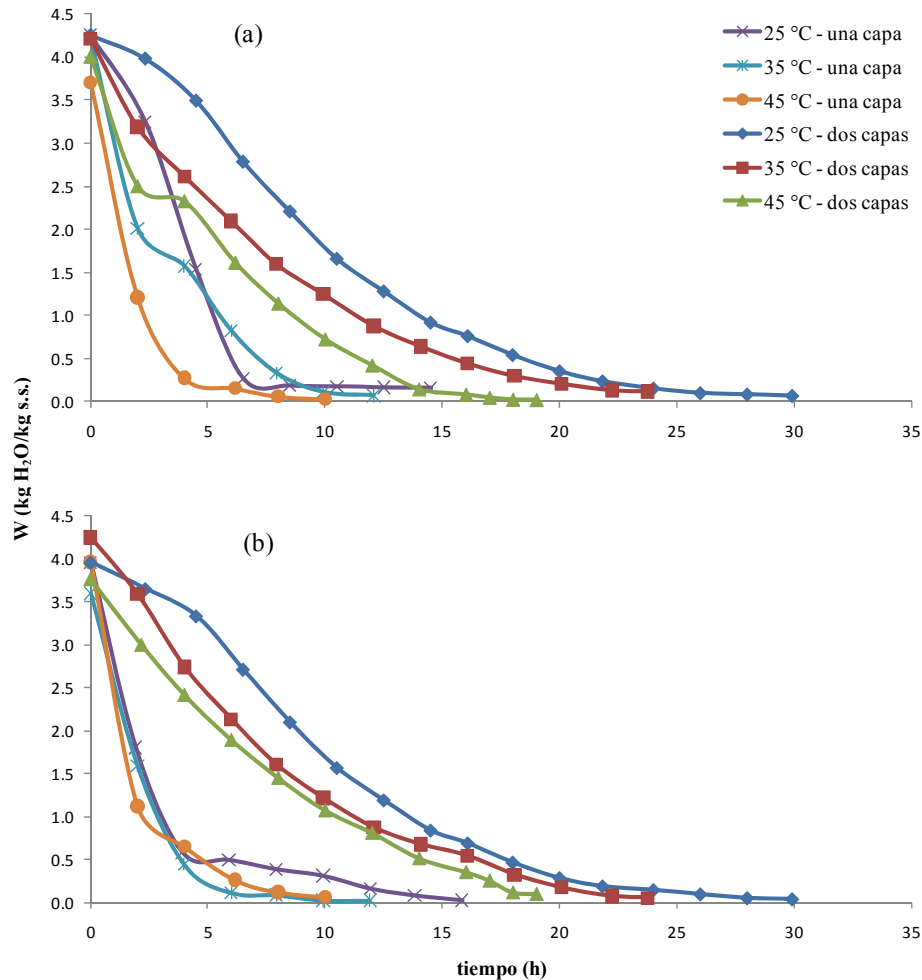 (a)
25 °C - una capa
35 °C - una capa
45 °C - una capa
25 °C - dos capas
35 °C - dos capas
45 °C - dos capas
4.5
4.0
3.5
3.0
2.5
2.0
1.5
1.0
0.5
0.0
0 5 10 15 20 25 30 35
W (kg H₂O/kg s.s.)
(b)
4.5
4.0
3.5
3.0
2.5
2.0
1.5
1.0
0.5
0.0
0 5 10 15 20 25 30 35
tiempo (h)